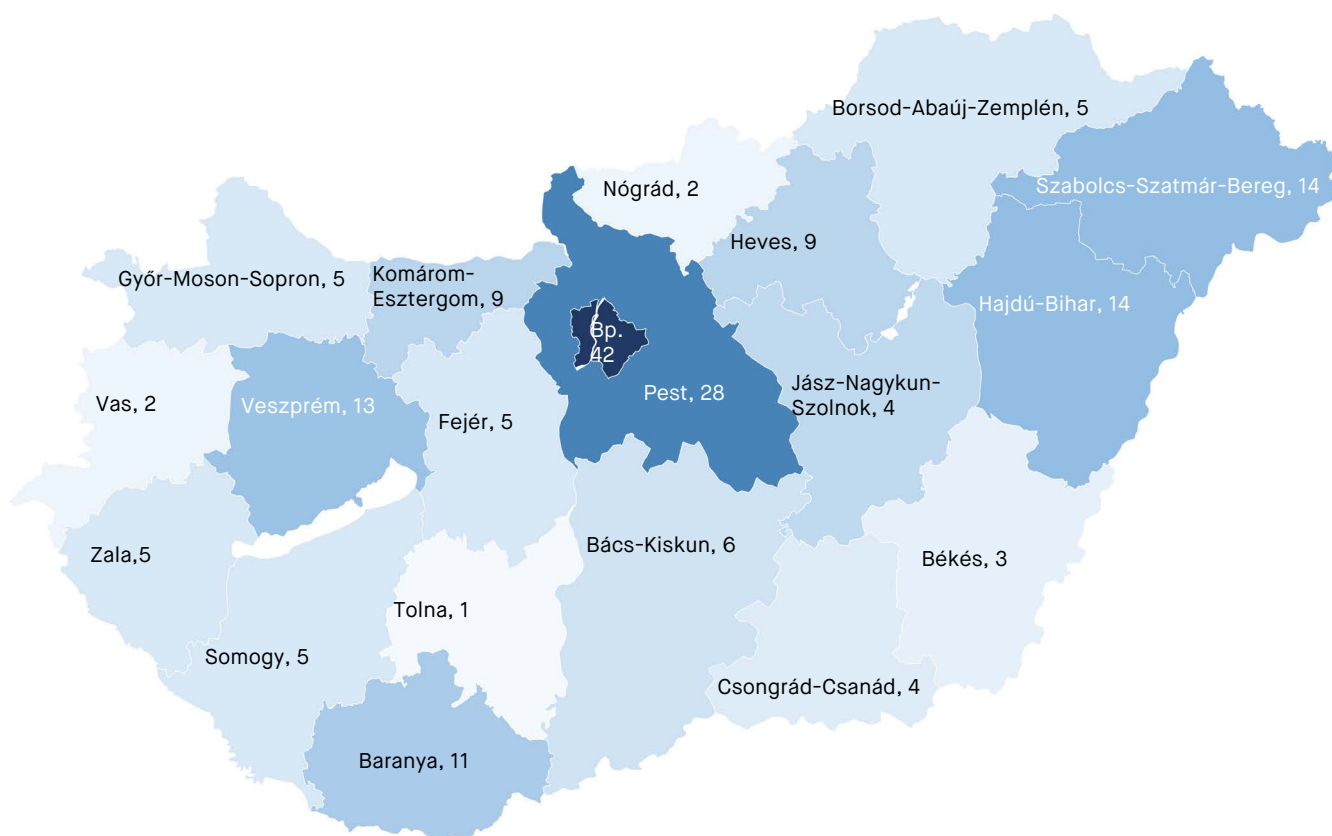 Borsod-Abaúj-Zemplén, 5
Szabolcs-Szatmár-Bereg, 14
Nógrád, 2
Heves, 9
Győr-Moson-Sopron, 5
Komárom-
Esztergom, 9
Hajdú-Bihar, 14
Bp.
42
Pest, 28
Jász-Nagykun-
Szolnok, 4
Vas, 2
Veszprém, 13
Fejér, 5
Zala,5
Bács-Kiskun, 6
Békés, 3
Tolna, 1
Somogy, 5
Csongrád-Csanád, 4
Baranya, 11